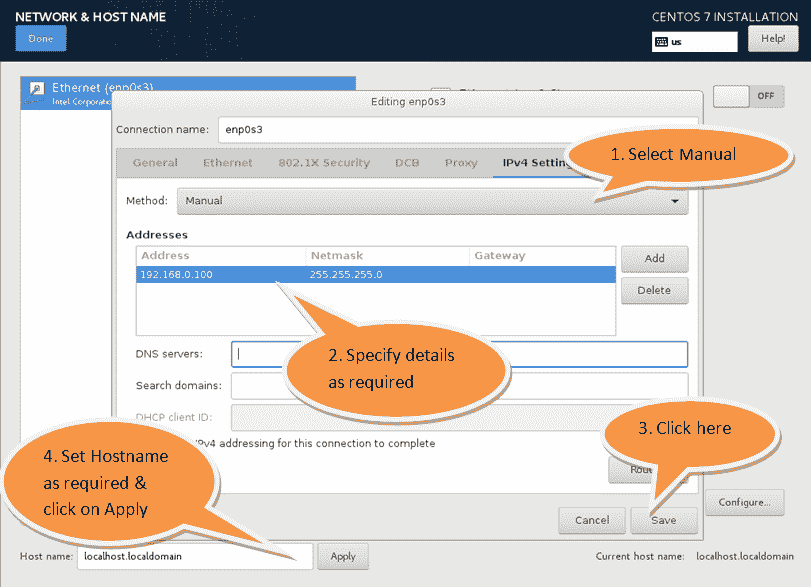 NETWORK & HOST NAME
CENTOS 7 INSTALLATION
Done
us
Help!
Ethernet (enp0s3)
Intel Corporatio
OFF
Editing enp0s3
Connection name:
enp0s3
General
Ethernet
802.1X Security
DCB
Proxy
IPv4 Setting
1. Select Manual
Method:
Manual
Addresses
Address
Netmask
Gateway
192.168.0.100
255.255.255.0
Add
Delete
DNS servers:
2. Specify details
as required
Search domains:
DHCP client ID:
IPv4 addressing for this connection to complete
3. Click here
4. Set Hostname
as required &
click on Apply
Configure...
Cancel
Save
Host name:
localhost.localdomain
Apply
Current host name:
localhost.localdomain